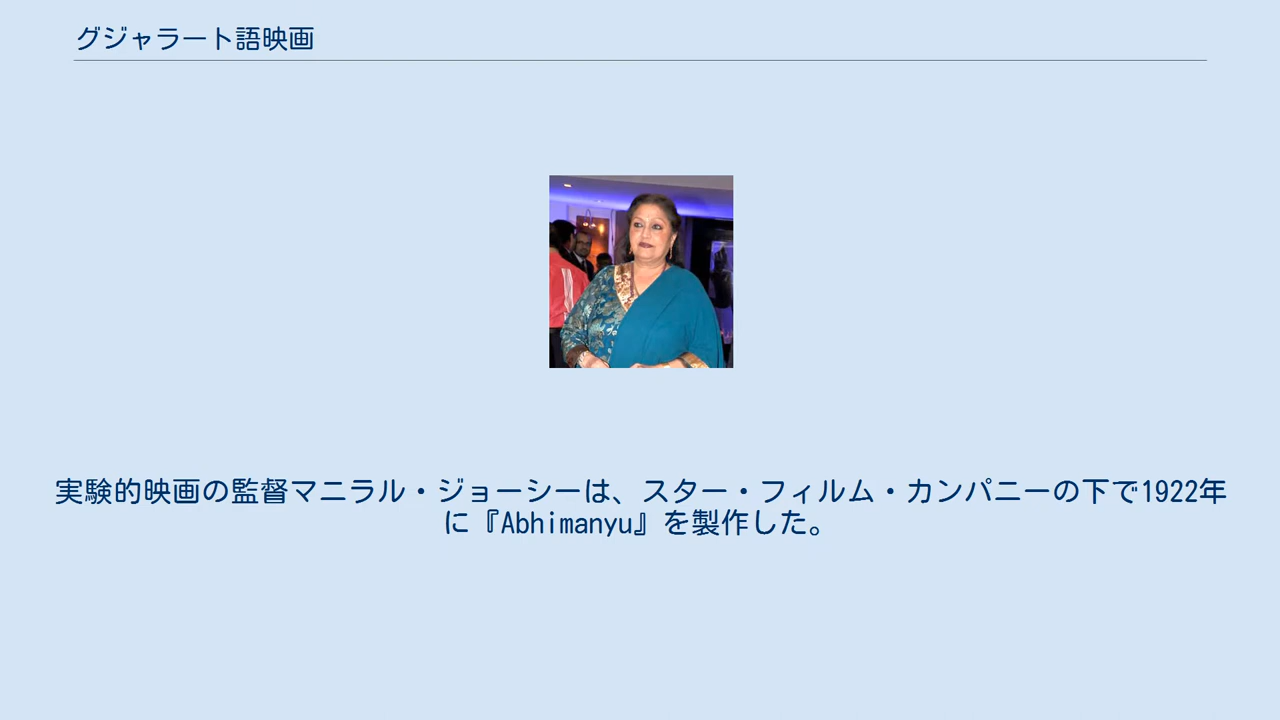 グジャラート語映画
実験的映画の監督マニラル・ジョーシーは、スター・フィルム・カンパニーの下で1922年
に『Abhimanyu』を製作した。